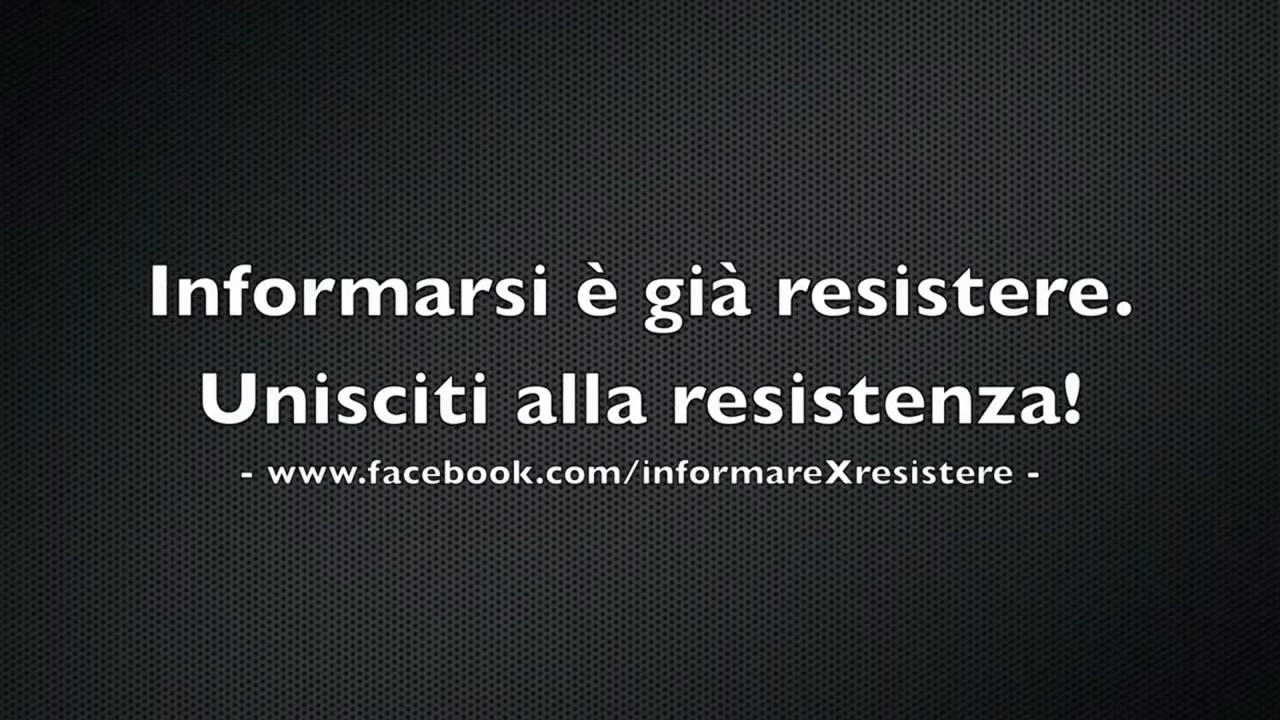 Informarsi è già resistere.
Unisciti alla resistenza!
- www.facebook.com/informareXresistere -